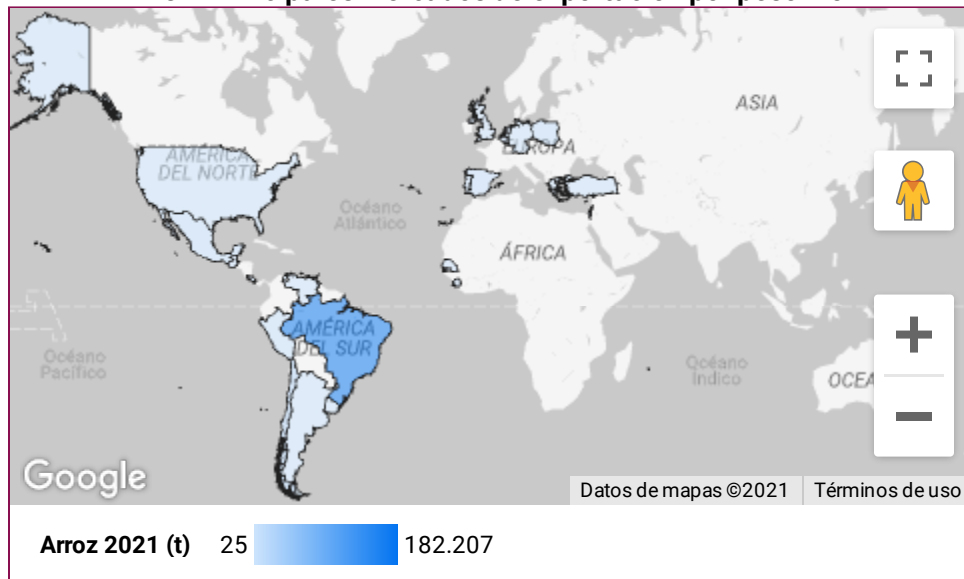 AMÉRICA
DEL NORTE
EUROPA
ASIA
Océano
Atlántico
ÁFRICA
AMÉRICA
DEL SUR
Océano
Pacífico
Océano
Índico
OCEA
Google
Datos de mapas ©2021 Términos de uso
Arroz 2021 (t) 25 182.207